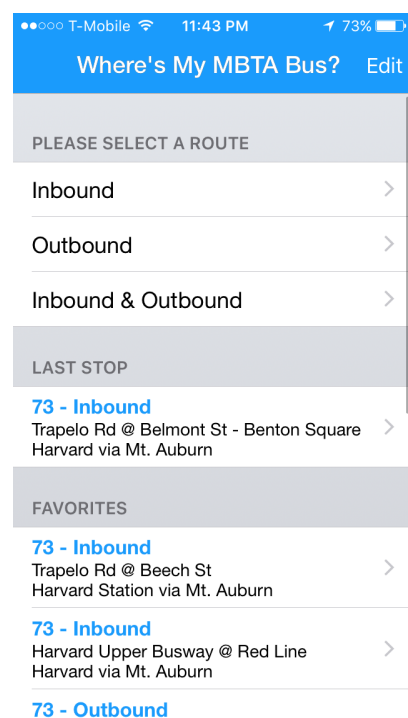 T-Mobile 11:43 PM 73%
Where's My MBTA Bus? Edit
PLEASE SELECT A ROUTE
Inbound
Outbound
Inbound & Outbound
LAST STOP
73 - Inbound
Trapelo Rd @ Belmont St - Benton Square
Harvard via Mt. Auburn
FAVORITES
73 - Inbound
Trapelo Rd @ Beech St
Harvard Station via Mt. Auburn
73 - Inbound
Harvard Upper Busway @ Red Line
Harvard via Mt. Auburn
73 - Outbound